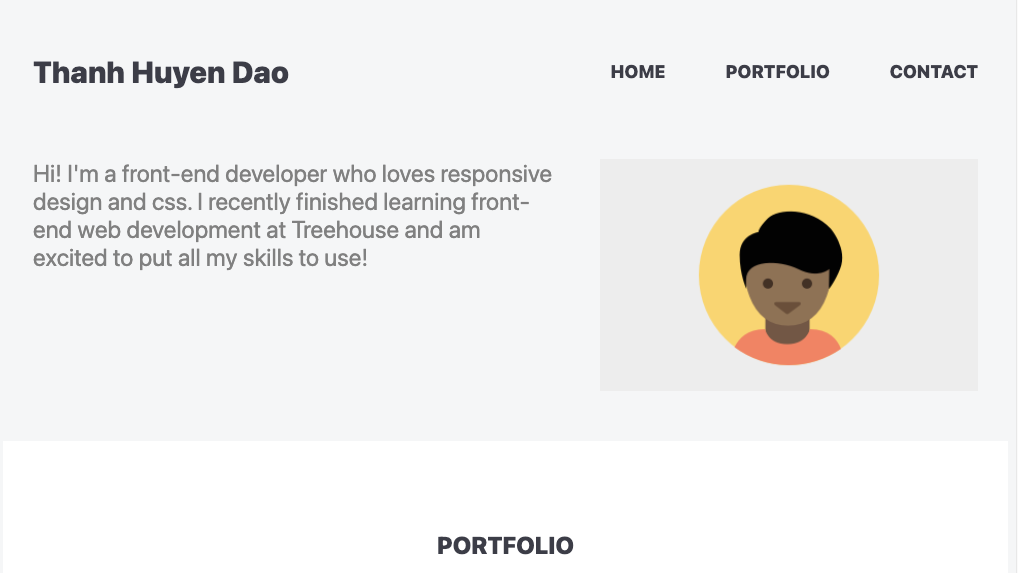 Thanh Huyen Dao
HOME PORTFOLIO CONTACT
Hi! I'm a front-end developer who loves responsive
design and css. I recently finished learning front-
end web development at Treehouse and am
excited to put all my skills to use!
PORTFOLIO